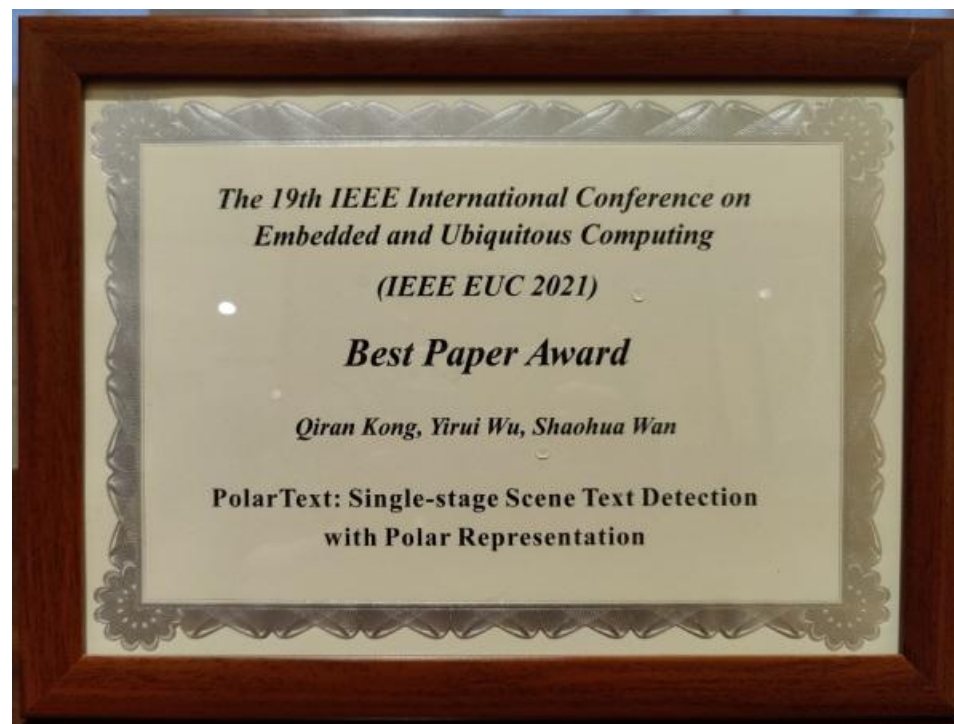 The 19th IEEE International Conference on
Embedded and Ubiquitous Computing
(IEEE EUC 2021)
Best Paper Award
Qiran Kong, Yirui Wu, Shaohua Wan
PolarText: Single-stage Scene Text Detection
with Polar Representation